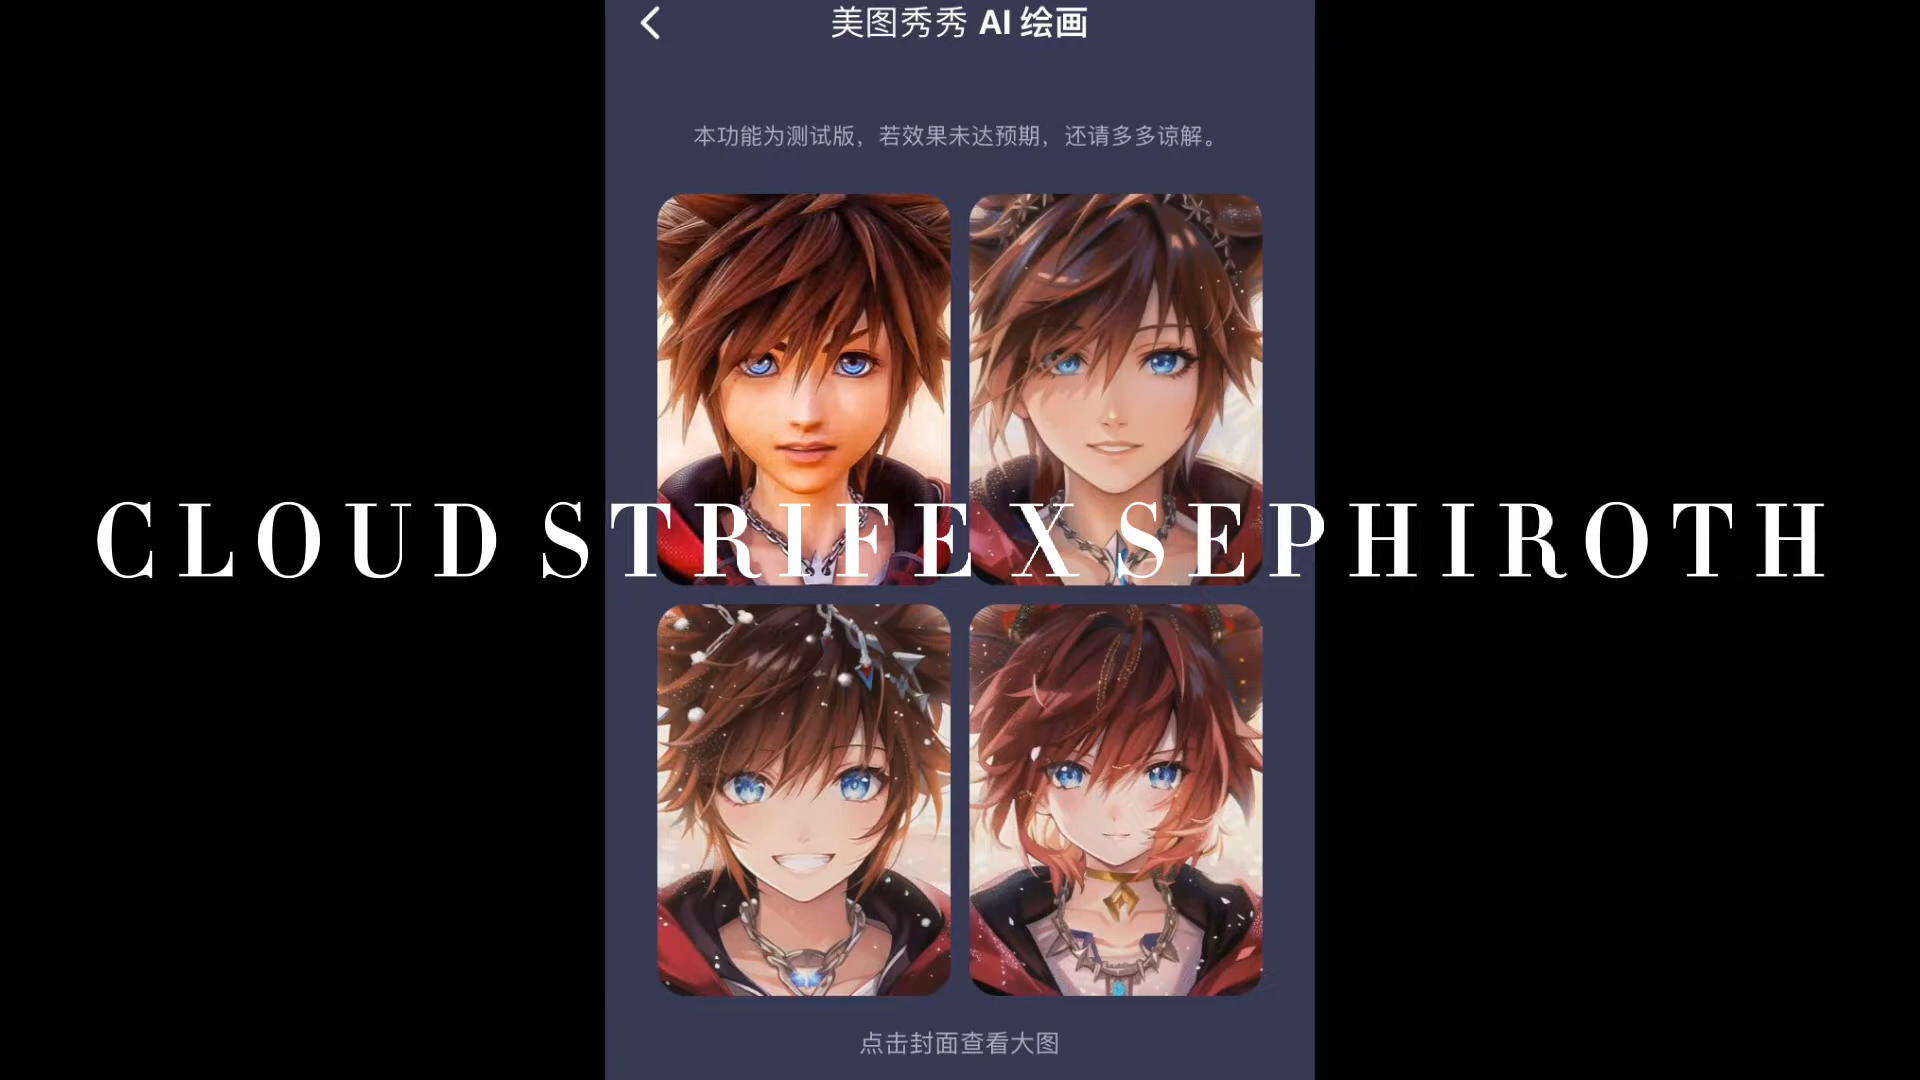 美图秀秀 AI 绘画
本功能为测试版，若效果未达预期，还请多多谅解。
CLOUD STRIFE X SEPHIROTH
点击封面查看大图